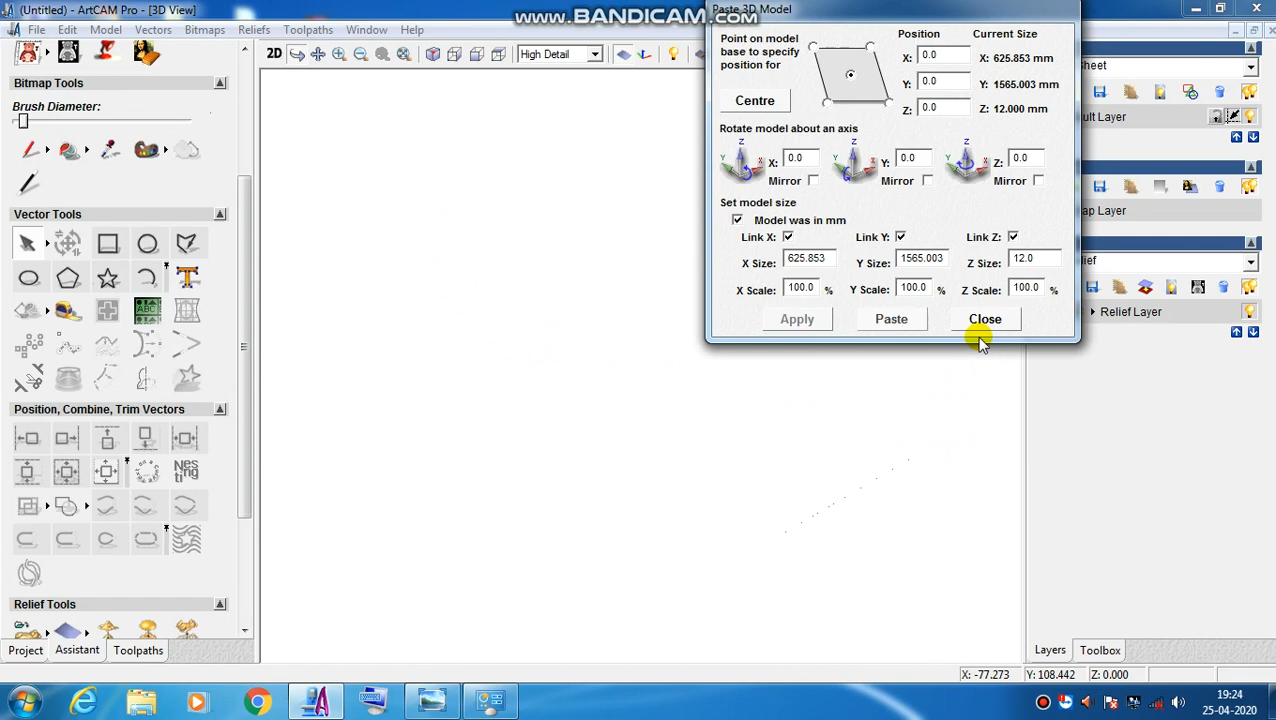 (Untitled) - ArtCAM Pro - [3D View]
www.BANDICAM.com
Paste 3D Model
File Edit Model Vectors Bitmaps Reliefs Toolpaths Window Help
2D High Detail
Bitmap Tools
Brush Diameter:
Vector Tools
ABC
Position, Combine, Trim Vectors
Nes
ting
Relief Tools
Project Assistant Toolpaths
Point on model
base to specify
position for
Centre
Position Current Size
X: 0.0 X: 625.853 mm
Y: 0.0 Y: 1565.003 mm
Z: 0.0 Z: 12.000 mm
Rotate model about an axis
Z Y X X: 0.0 Z Y X Y: 0.0 Z Y X Z: 0.0
Mirror Mirror Mirror
Set model size
Model was in mm
Link X: Link Y: Link Z:
X Size: 625.853 Y Size: 1565.003 Z Size: 12.0
X Scale: 100.0 % Y Scale: 100.0 % Z Scale: 100.0 %
Apply Paste Close
Sheet
ult Layer
ap Layer
lief
Relief Layer
Layers Toolbox
X: -77.273 Y: 108.442 Z: 0.000
19:24
25-04-2020